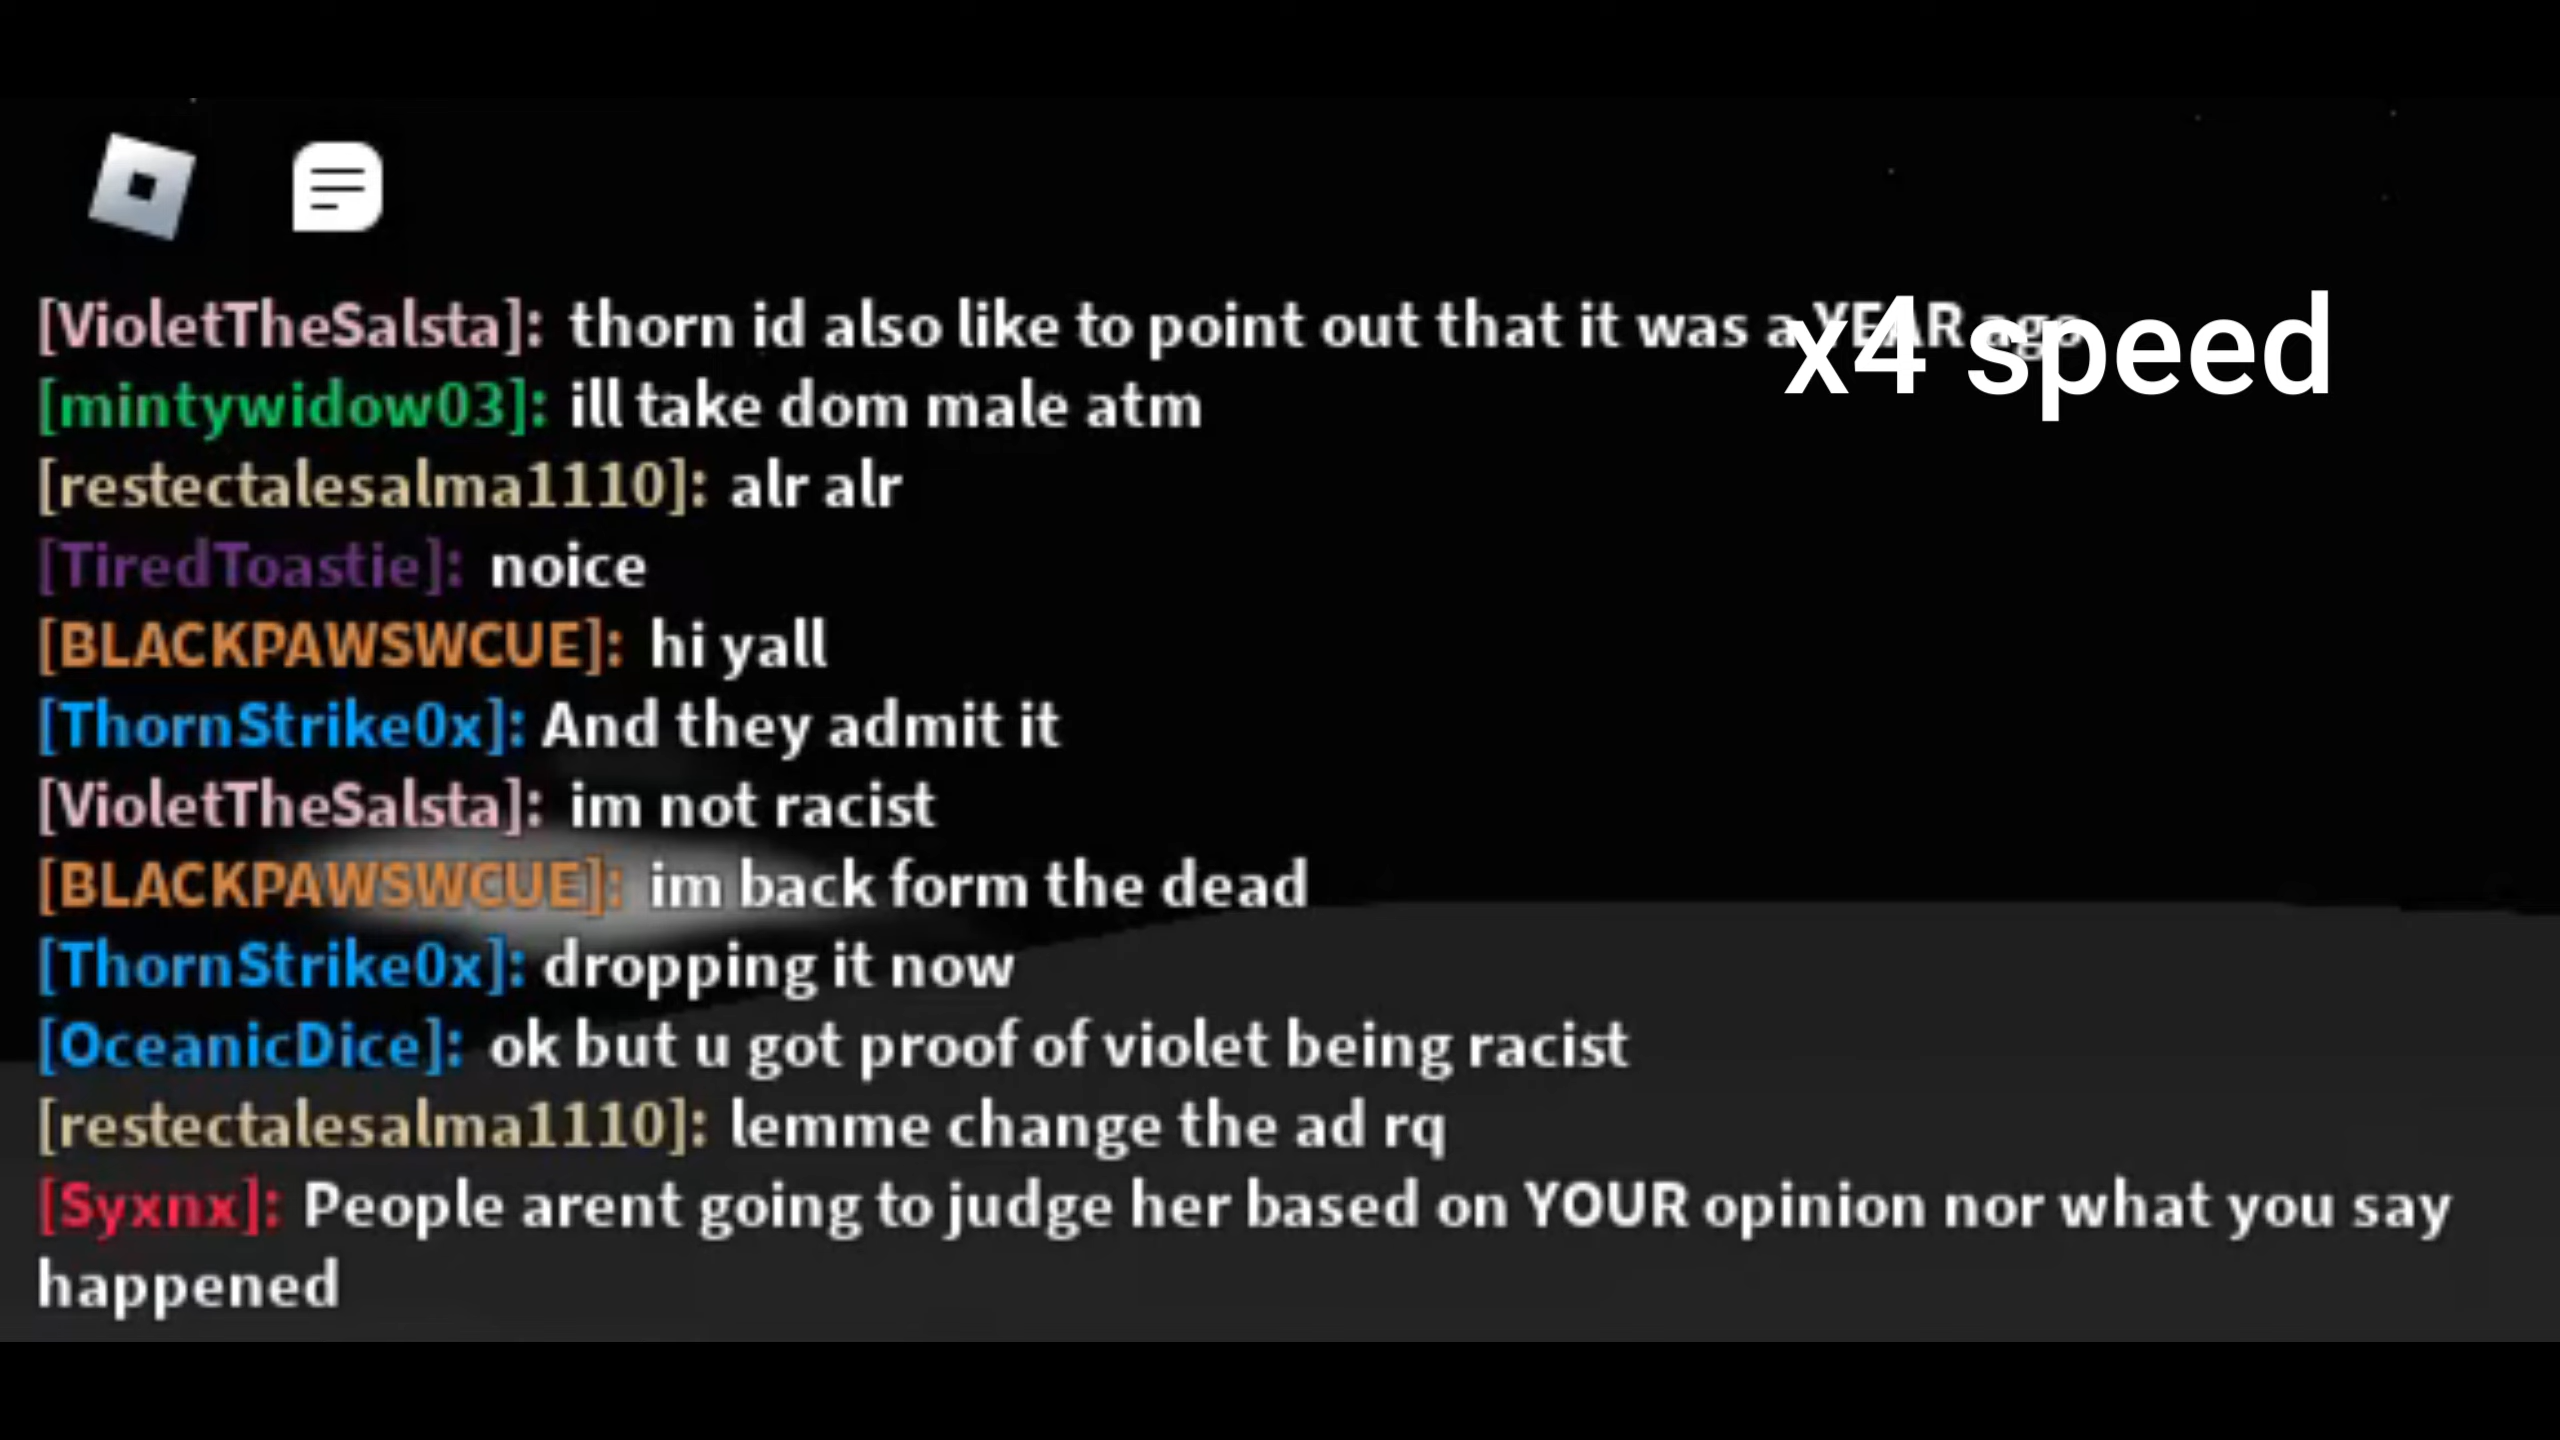 [VioletTheSalsta]: thorn id also like to point out that it was a YEAR ago
x4 speed
[mintywidow03]: ill take dom male atm
[restectalesalma1110]: alr alr
[TiredToastie]: noice
[BLACKPAWSWCUE]: hi yall
[ThornStrike0x]: And they admit it
[VioletTheSalsta]: im not racist
[BLACKPAWSWCUE]: im back form the dead
[ThornStrike0x]: dropping it now
[OceanicDice]: ok but u got proof of violet being racist
[restectalesalma1110]: lemme change the ad rq
[Syxnx]: People arent going to judge her based on YOUR opinion nor what you say
happened